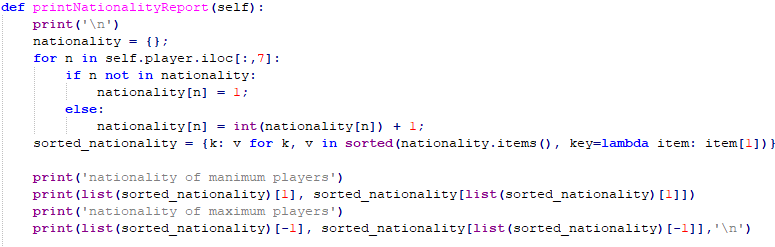 def printNationalityReport(self):
    print('\n')
    nationality = {};
    for n in self.player.iloc[:,7]:
        if n not in nationality:
            nationality[n] = 1;
        else:
            nationality[n] = int(nationality[n]) + 1;
    sorted_nationality = {k: v for k, v in sorted(nationality.items(), key=lambda item: item[1])}

    print('nationality of manimum players')
    print(list(sorted_nationality)[1], sorted_nationality[list(sorted_nationality)[1]])
    print('nationality of maximum players')
    print(list(sorted_nationality)[-1], sorted_nationality[list(sorted_nationality)[-1]],'\n')